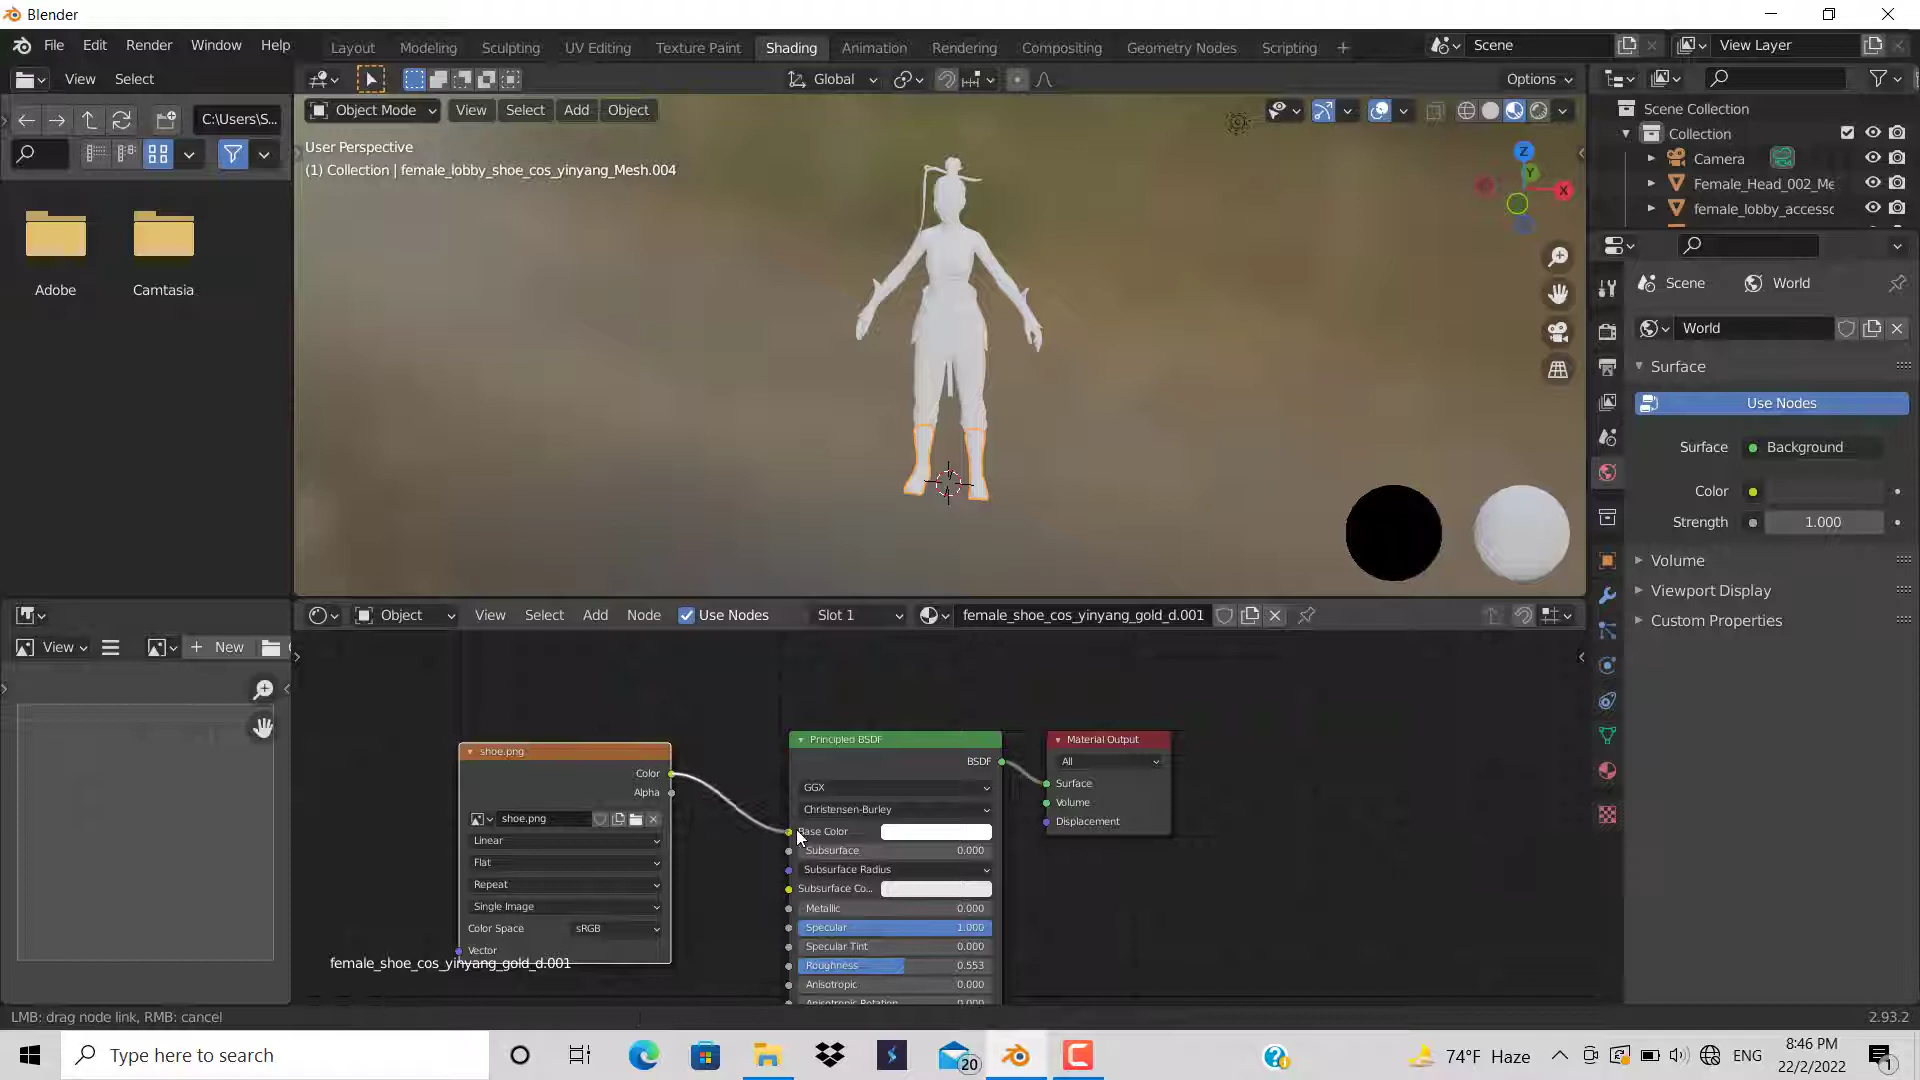 Blender
File Edit Render Window Help
Layout Modeling Sculpting UV Editing Texture Paint Shading Animation Rendering Compositing Geometry Nodes Scripting
Scene
View Layer
View Select
Global
Options
C:\Users\S...
Object Mode View Select Add Object
User Perspective
(1) Collection | female_lobby_shoe_cos_yinyang_Mesh.004
Adobe
Camtasia
Z
Y
X
Scene Collection
Collection
Camera
Female_Head_002_Me
female_lobby_accessc
Scene World
World
Surface
Use Nodes
Surface Background
Color
Strength 1.000
Volume
Viewport Display
Custom Properties
View New
Object View Select Add Node Use Nodes Slot 1 female_shoe_cos_yinyang_gold_d.001
shoe.png
Color
Alpha
shoe.png
Linear
Flat
Repeat
Single Image
Color Space sRGB
Vector
female_shoe_cos_yinyang_gold_d.001
Principled BSDF
BSDF
GGX
Christensen-Burley
Base Color
Subsurface 0.000
Subsurface Radius
Subsurface Co...
Metallic 0.000
Specular 1.000
Specular Tint 0.000
Roughness 0.553
Anisotropic 0.000
Anisotropic Rotation 0.000
Material Output
All
Surface
Volume
Displacement
LMB: drag node link, RMB: cancel
2.93.2
Type here to search
20
74°F Haze
ENG
8:46 PM
22/2/2022
1